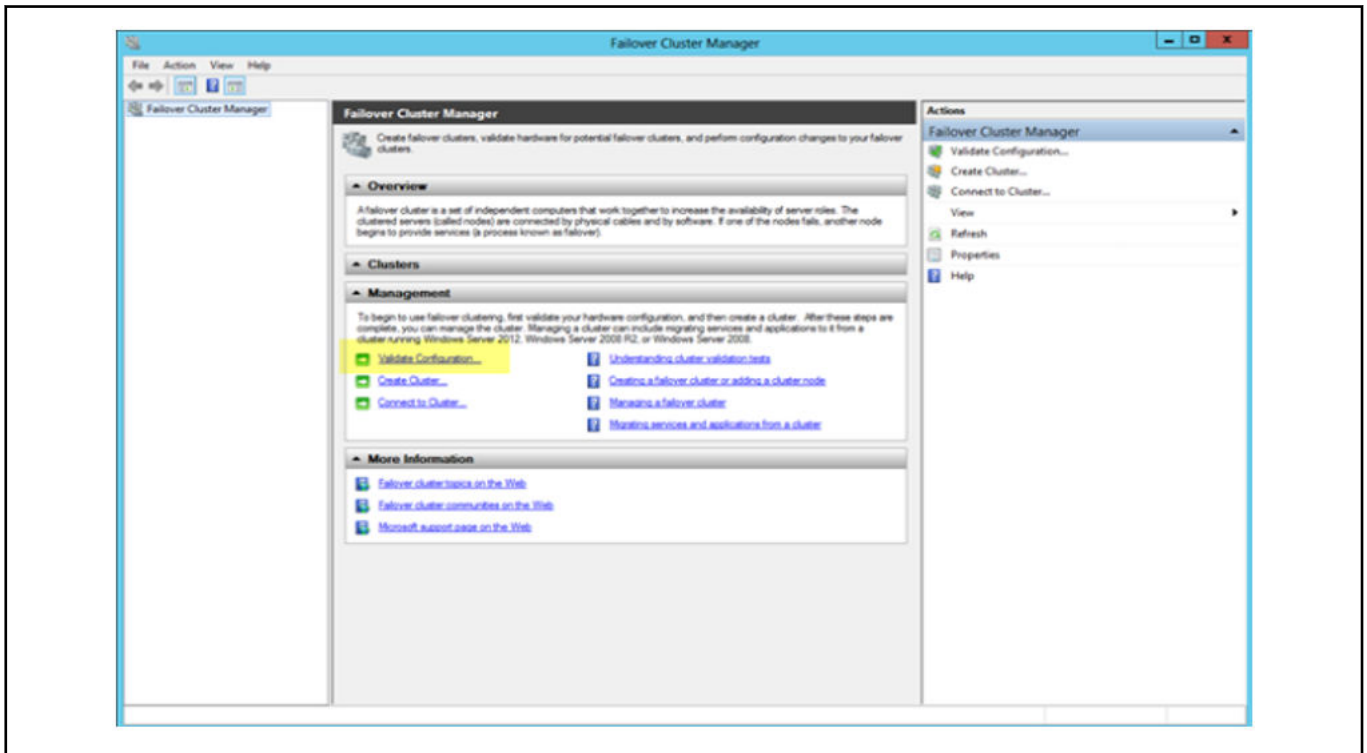 Failover Cluster Manager
File Action View Help
Failover Cluster Manager
Failover Cluster Manager
Create failover clusters, validate hardware for potential failover clusters, and perform configuration changes to your failover
clusters.
Overview
A failover cluster is a set of independent computers that work together to increase the availability of server roles. The
clustered servers (called nodes) are connected by physical cables and by software. If one of the nodes fails, another node
begins to provide services (a process known as failover).
Clusters
Management
To begin to use failover clustering, first validate your hardware configuration, and then create a cluster. After these steps are
complete, you can manage the cluster. Managing a cluster can include migrating services and applications to it from a
cluster running Windows Server 2012, Windows Server 2008 R2, or Windows Server 2008.
Validate Configuration...
Understanding cluster validation tests
Create Cluster...
Creating a failover cluster or adding a cluster node
Connect to Cluster...
Managing a failover cluster
Migrating services and applications from a cluster
More Information
Failover cluster topics on the Web
Failover cluster communities on the Web
Microsoft support page on the Web
Actions
Failover Cluster Manager
Validate Configuration...
Create Cluster...
Connect to Cluster...
View
Refresh
Properties
Help